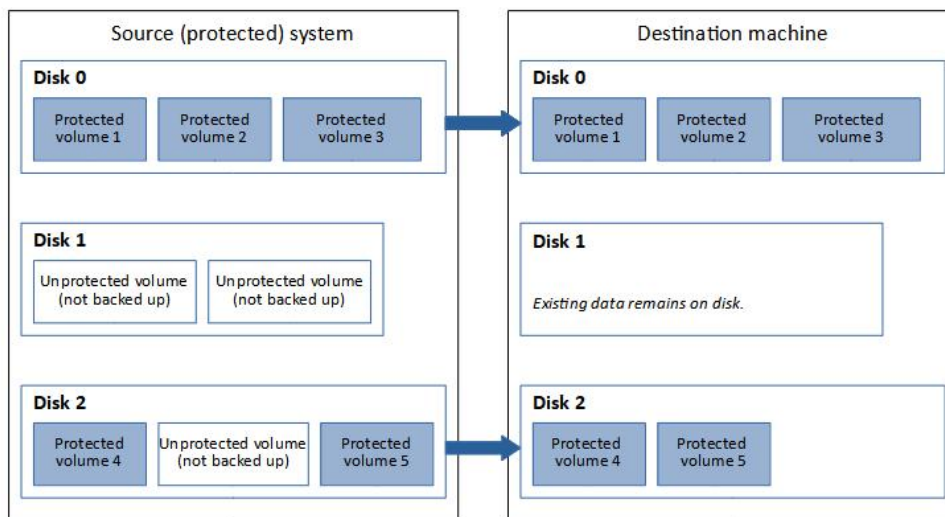 Source (protected) system
Disk 0
Protected
volume 1
Protected
volume 2
Protected
volume 3
Disk 1
Unprotected volume
(not backed up)
Unprotected volume
(not backed up)
Disk 2
Protected
volume 4
Unprotected volume
(not backed up)
Protected
volume 5
Destination machine
Disk 0
Protected
volume 1
Protected
volume 2
Protected
volume 3
Disk 1
Existing data remains on disk.
Disk 2
Protected
volume 4
Protected
volume 5